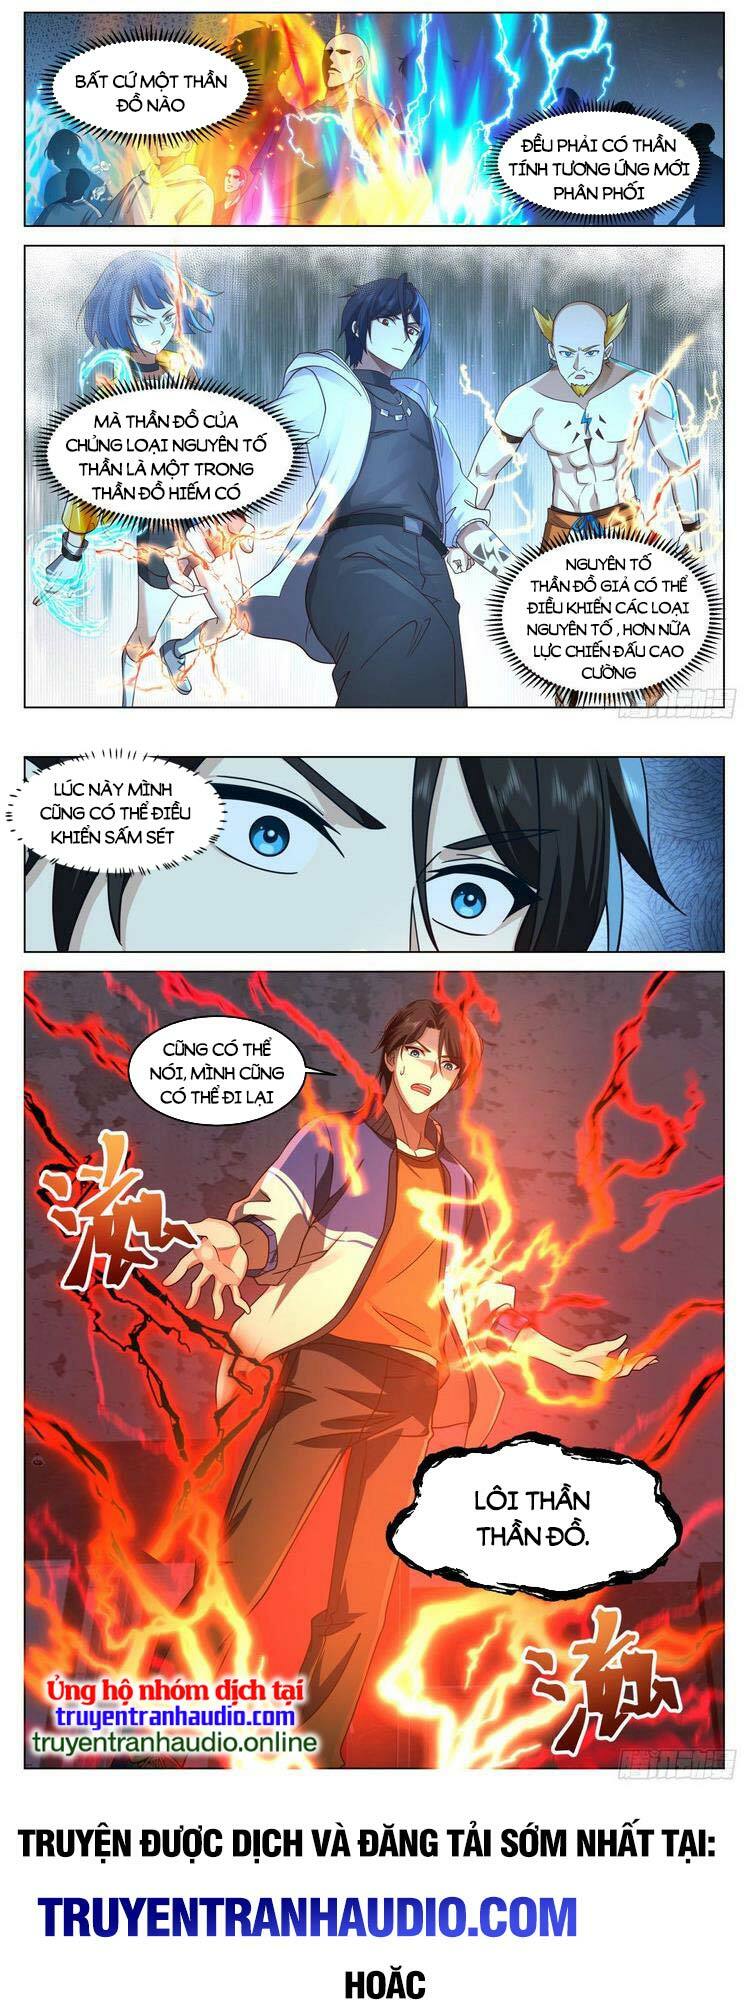 BẤT CỨ MỘT THẦN
ĐỒ NÀO
ĐỀU PHẢI CÓ THẦN
TÍNH TƯƠNG ỨNG MỚI
PHÂN PHỐI
MÀ THẦN ĐỒ CỦA
CHỦNG LOẠI NGUYÊN TỐ
THẦN LÀ MỘT TRONG
THẦN ĐỒ HIẾM CÓ
NGUYÊN TỐ
THẦN ĐỒ GIẢ CÓ THỂ
ĐIỀU KHIỂN CÁC LOẠI
NGUYÊN TỐ , HƠN NỮA
LỰC CHIẾN ĐẤU CAO
CƯỜNG
LÚC NÀY MÌNH
CŨNG CÓ THỂ ĐIỀU
KHIỂN SẤM SÉT
CŨNG CÓ THỂ
NÓI, MÌNH CŨNG
CÓ THỂ ĐI LẠI
LÔI THẦN
THẦN ĐỒ.
Ủng hộ nhóm dịch tại
truyentranhaudio.com
truyentranhaudio.online
TRUYỆN ĐƯỢC DỊCH VÀ ĐĂNG TẢI SỚM NHẤT TẠI:
TRUYENTRANHAUDIO.COM
HOẶC